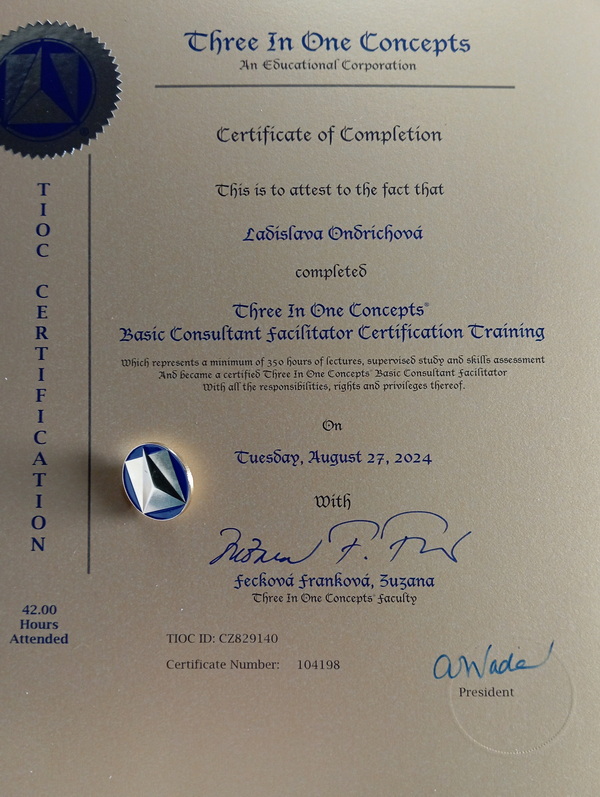 Three In One Concepts
An Educational Corporation
Certificate of Completion
This is to attest to the fact that
Ladislava Ondrichová
completed
Three In One Concepts®
Basic Consultant Facilitator Certification Training
Which represents a minimum of 350 hours of lectures, supervised study and skills assessment
And became a certified Three In One Concepts' Basic Consultant Facilitator
With all the responsibilities, rights and privileges thereof.
On
Tuesday, August 27, 2024
With
Fecková Franková, Zuzana
Three In One Concepts' Faculty
TIOC CERTIFICATION
42.00
Hours
Attended
TIOC ID: CZ829140
Certificate Number: 104198
AWade
President